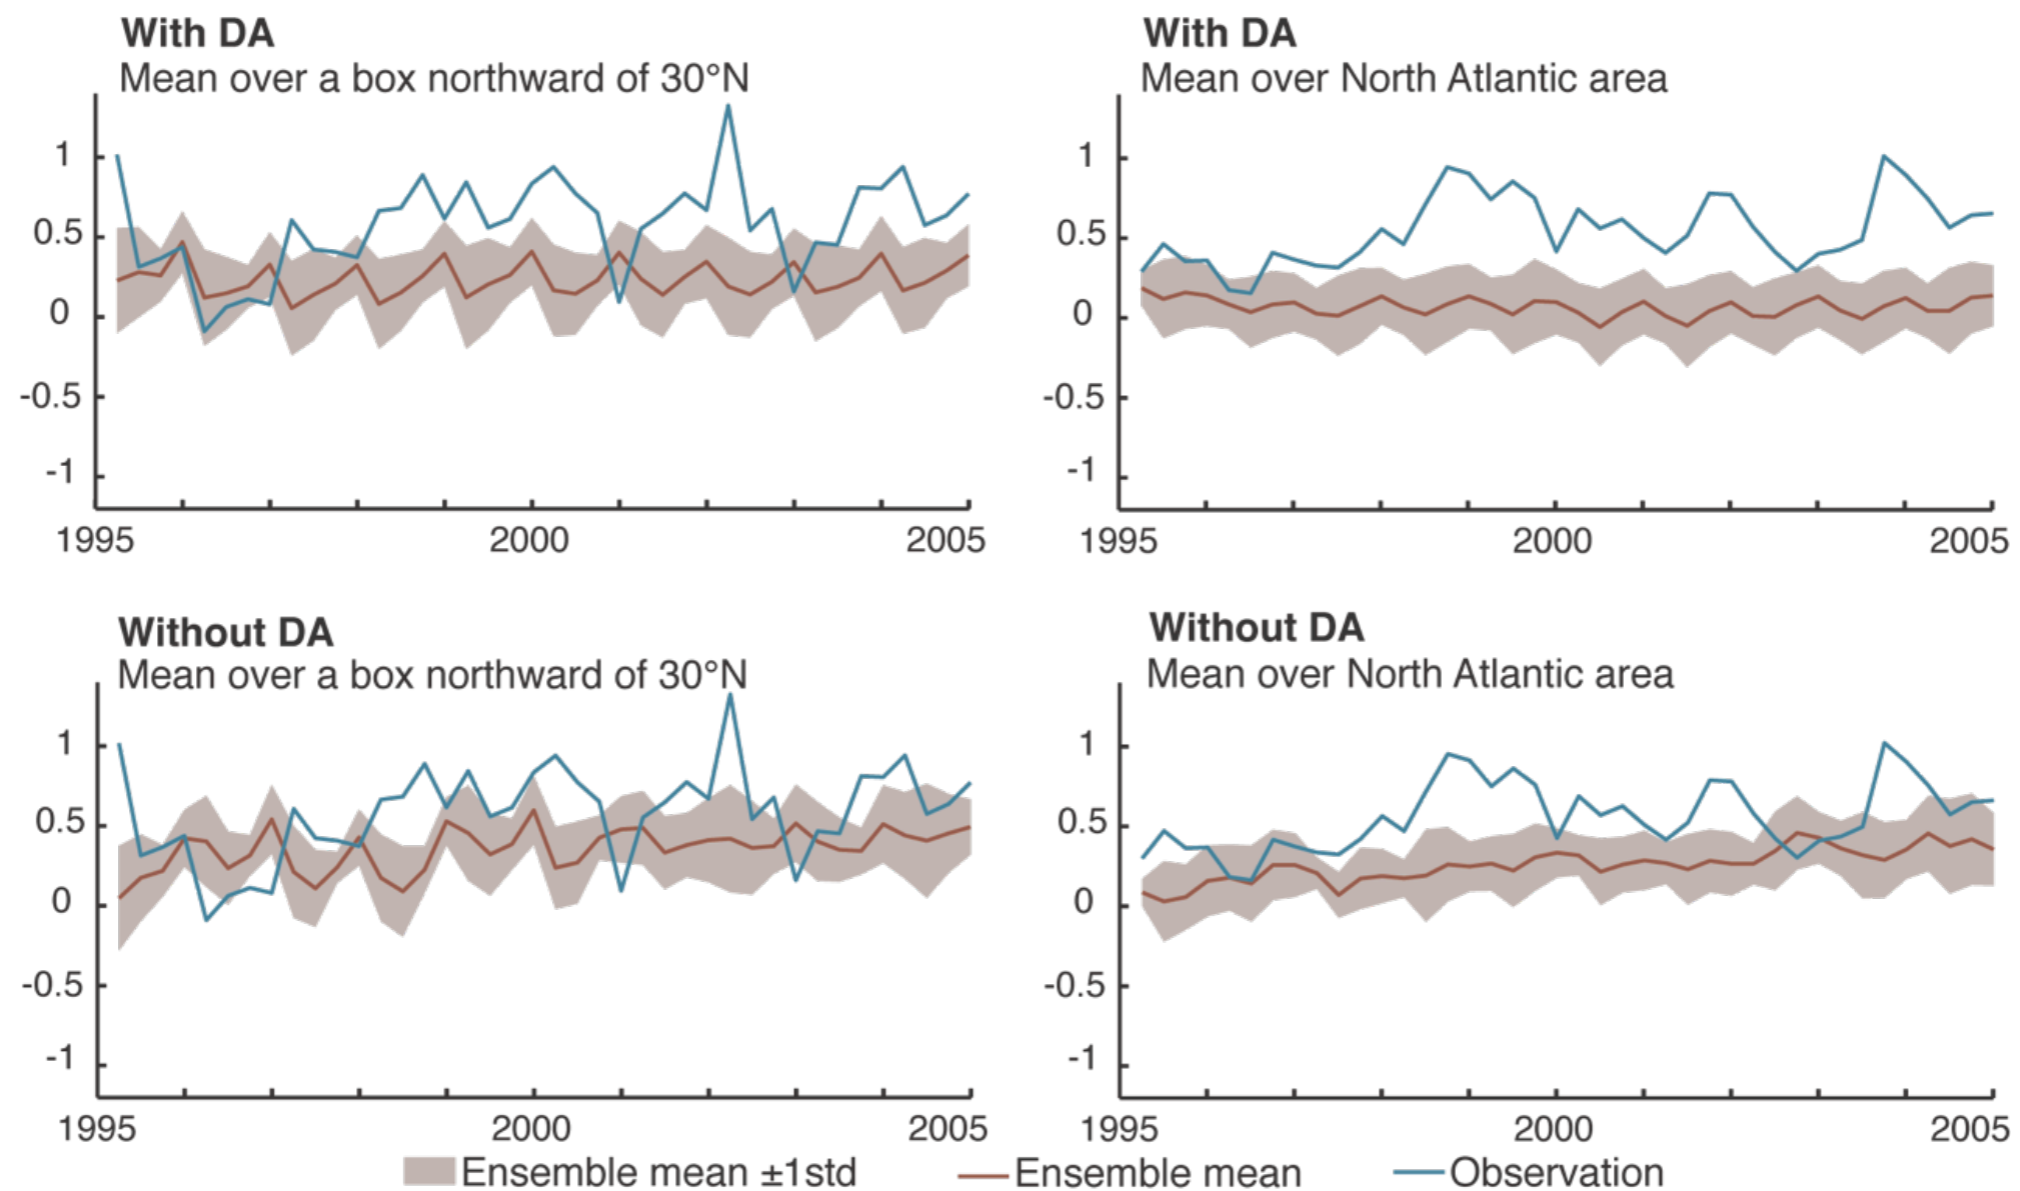 With DA
Mean over a box northward of 30°N
1
0.5
0
-0.5
-1
1995 2000 2005
With DA
Mean over North Atlantic area
1
0.5
0
-0.5
-1
1995 2000 2005
Without DA
Mean over a box northward of 30°N
1
0.5
0
-0.5
-1
1995 2000 2005
Without DA
Mean over North Atlantic area
1
0.5
0
-0.5
-1
1995 2000 2005
Ensemble mean ±1std Ensemble mean Observation